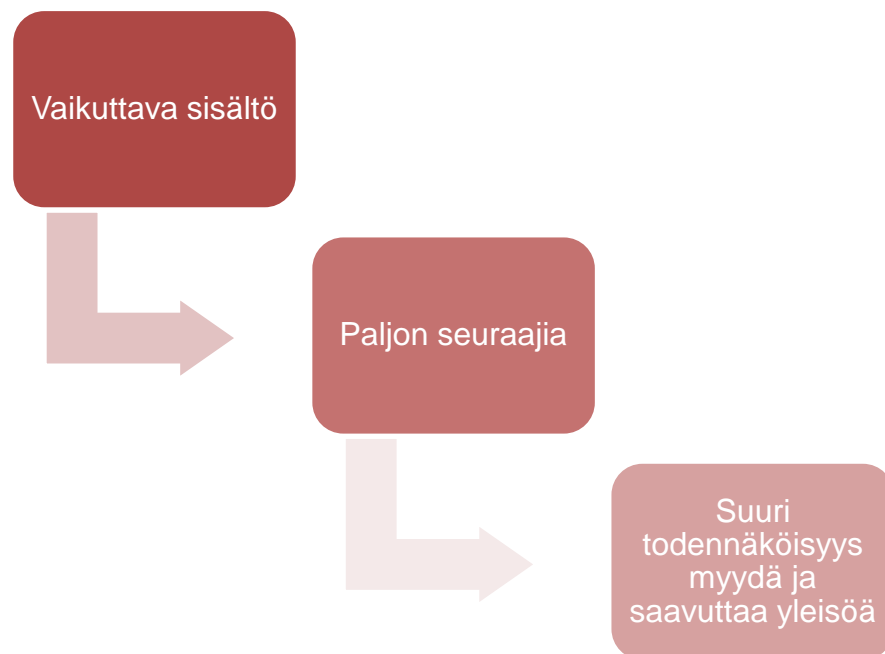 Vaikuttava sisältö
Paljon seuraajia
Suuri
todennäköisyys
myydä ja
saavuttaa yleisöä